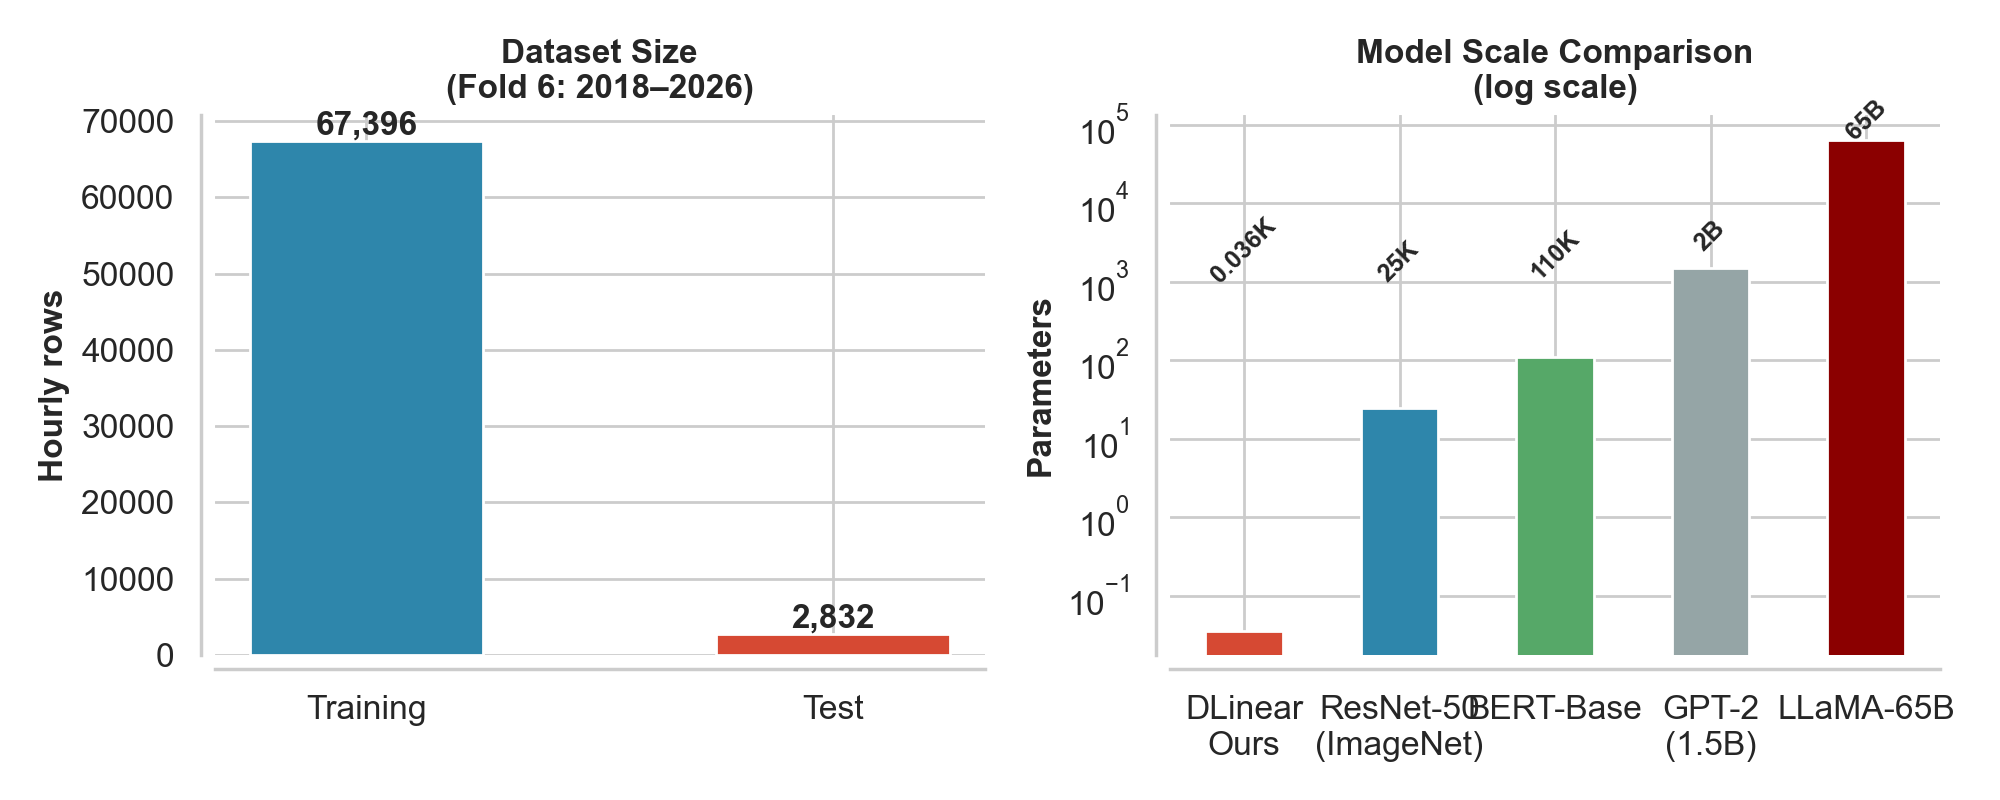 Dataset Size
(Fold 6: 2018–2026)
Hourly rows
70000
60000
50000
40000
30000
20000
10000
0
67,396
2,832
Training
Test
Model Scale Comparison
(log scale)
Parameters
10^5
10^4
10^3
10^2
10^1
10^0
10^−1
0.036K
25K
110K
2B
65B
DLinear
Ours
ResNet-50
(ImageNet)
BERT-Base
GPT-2
(1.5B)
LLaMA-65B